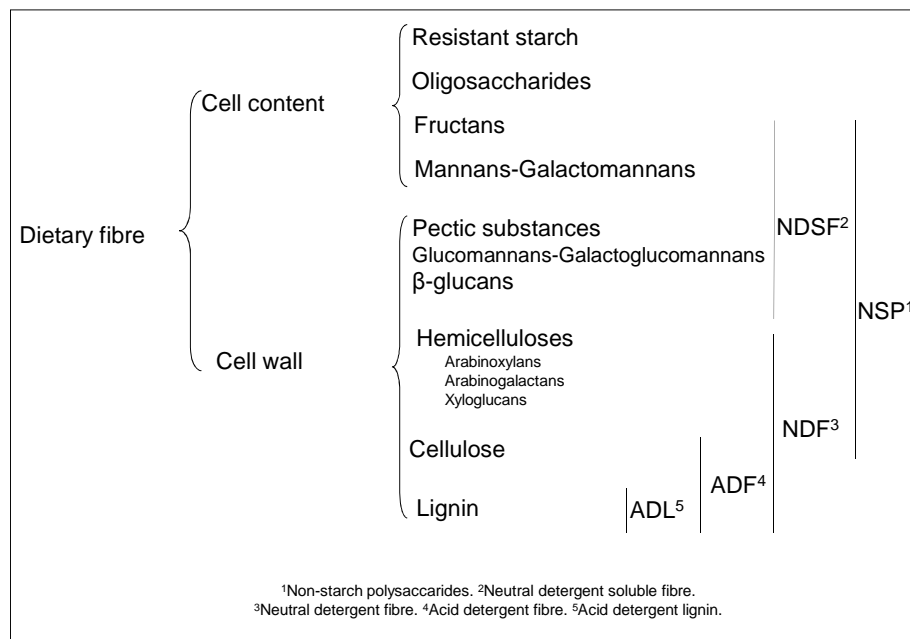 Resistant starch
Cell content
Oligosaccharides
Fructans
Mannans-Galactomannans
Dietary fibre
Pectic substances
NDSF²
Glucomannans-Galactoglucomannans
β-glucans
NSP¹
Hemicelluloses
Cell wall
Arabinoxylans
Arabinogalactans
Xyloglucans
NDF³
Cellulose
ADF⁴
Lignin
ADL⁵
¹Non-starch polysaccarides. ²Neutral detergent soluble fibre.
³Neutral detergent fibre. ⁴Acid detergent fibre. ⁵Acid detergent lignin.